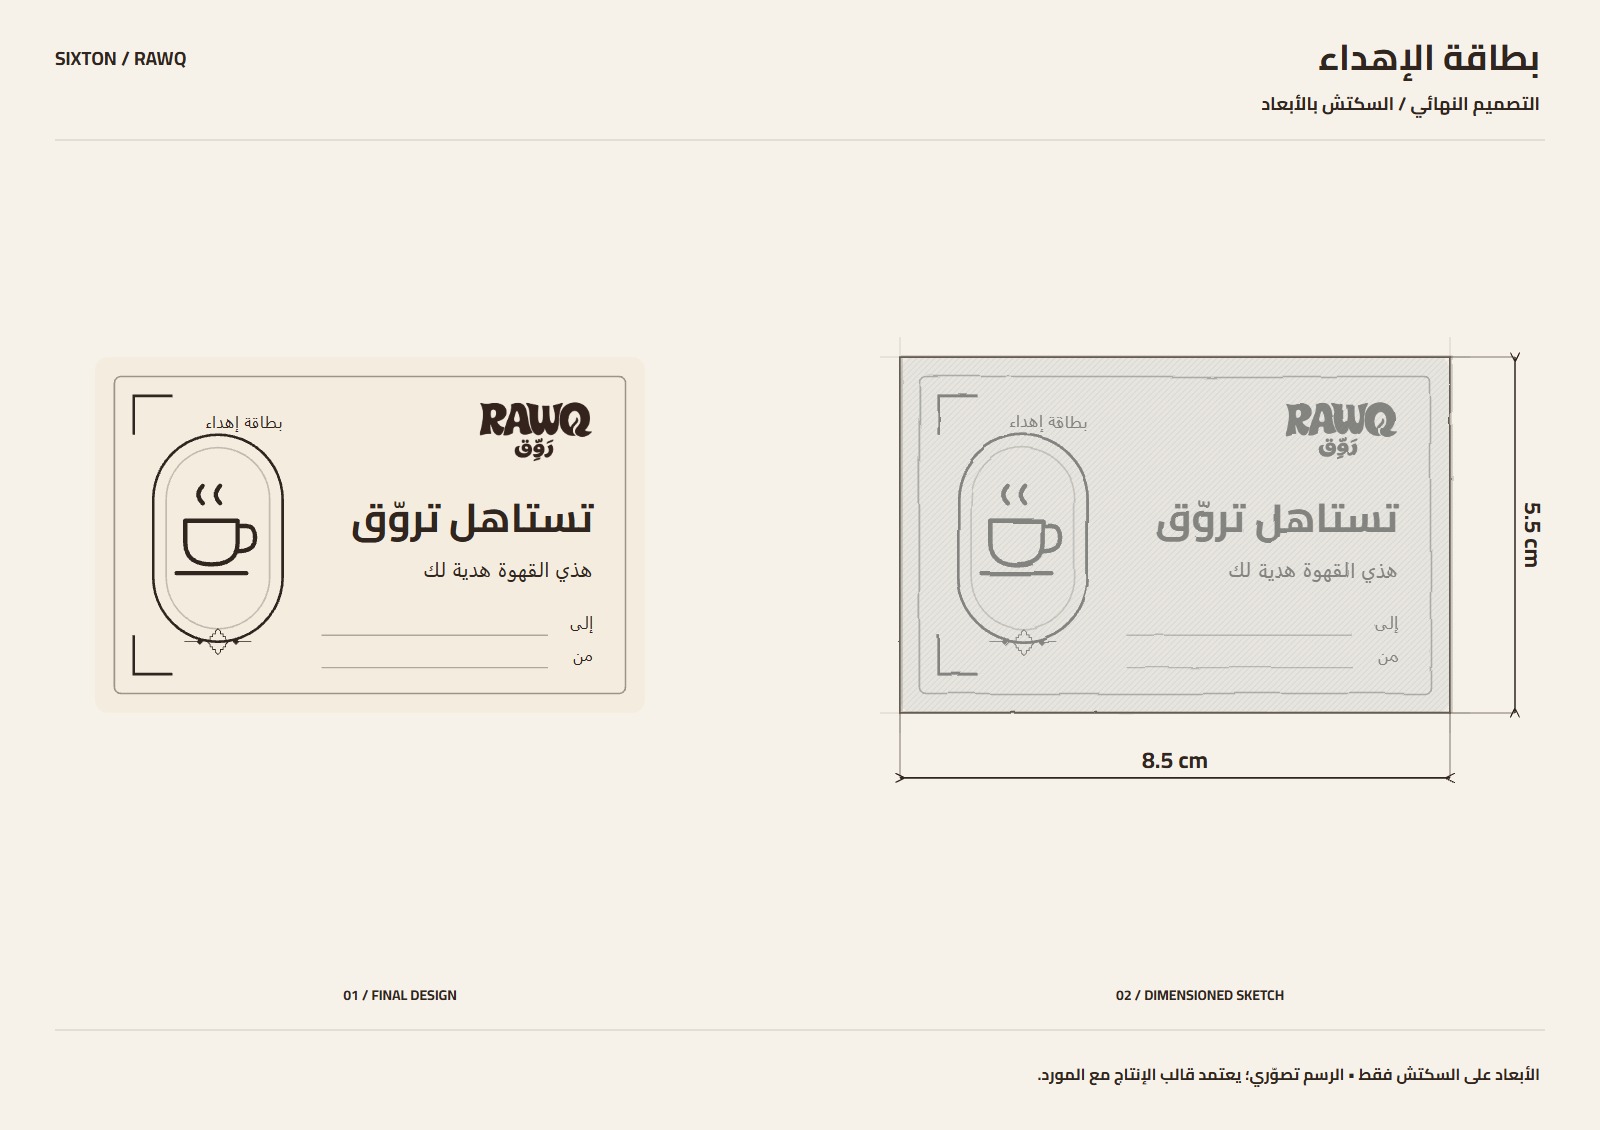 بطاقة الإهداء
SIXTON / RAWQ
التصميم النهائي / السكتش بالأبعاد
RAWQ
رَوِّق
بطاقة إهداء
تستاهل تروّق
هذي القهوة هدية لك
إلى
من
RAWQ
رَوِّق
بطاقة إهداء
تستاهل تروّق
هذي القهوة هدية لك
إلى
من
5.5 cm
8.5 cm
01 / FINAL DESIGN
02 / DIMENSIONED SKETCH
الأبعاد على السكتش فقط • الرسم تصوّري؛ يعتمد قالب الإنتاج مع المورد.